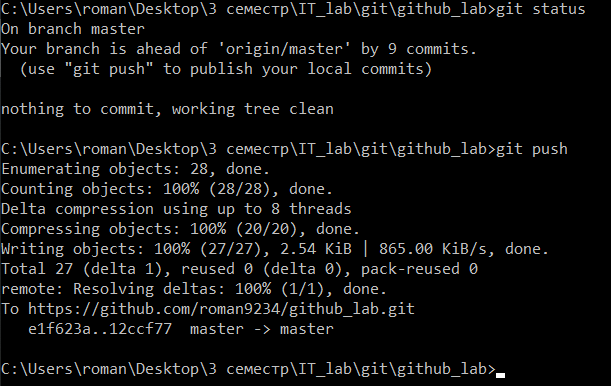 C:\Users\roman\Desktop\3 семестр\IT_lab\git\github_lab>git status
On branch master
Your branch is ahead of 'origin/master' by 9 commits.
  (use "git push" to publish your local commits)

nothing to commit, working tree clean

C:\Users\roman\Desktop\3 семестр\IT_lab\git\github_lab>git push
Enumerating objects: 28, done.
Counting objects: 100% (28/28), done.
Delta compression using up to 8 threads
Compressing objects: 100% (20/20), done.
Writing objects: 100% (27/27), 2.54 KiB | 865.00 KiB/s, done.
Total 27 (delta 1), reused 0 (delta 0), pack-reused 0
remote: Resolving deltas: 100% (1/1), done.
To https://github.com/roman9234/github_lab.git
   e1f623a..12ccf77  master -> master

C:\Users\roman\Desktop\3 семестр\IT_lab\git\github_lab>